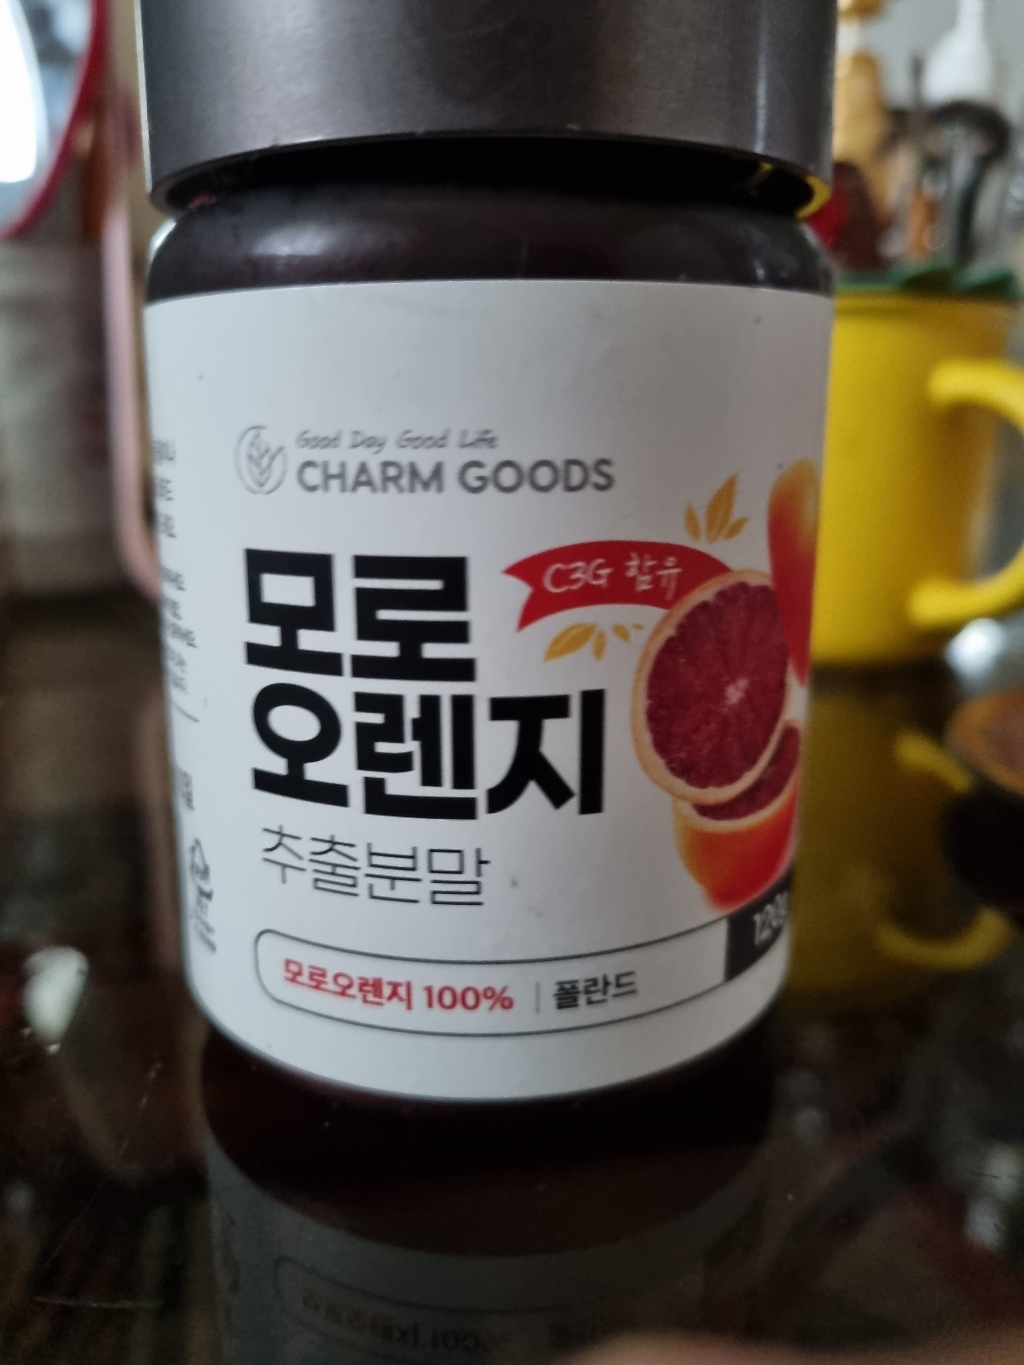 Good Day Good Life
CHARM GOODS
C3G 함유
모로
오렌지
추출분말
120g
모로오렌지 100% | 폴란드